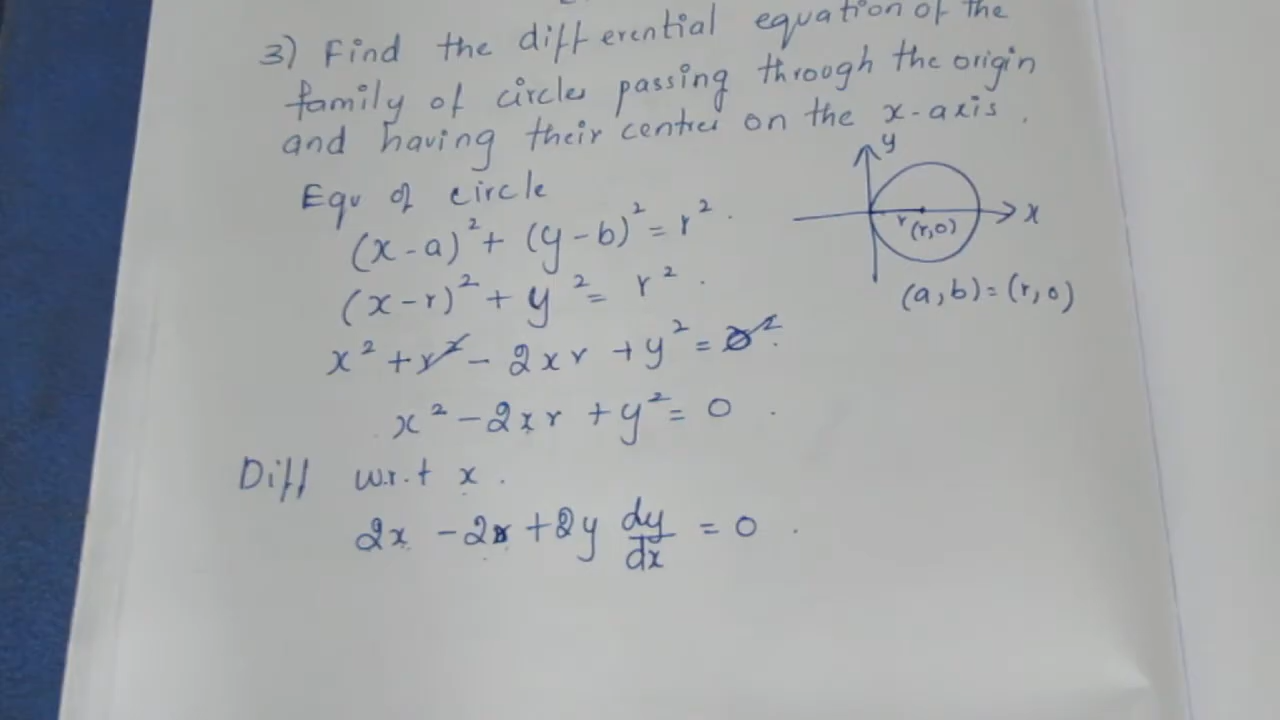 3) Find the differential equation of the
family of circles passing through the origin
and having their centres on the x-axis.
Equ of circle
(x-a)² + (y-b)² = r².
(x-r)² + y² = r².
x² + r² - 2xr + y² = r².
x² - 2xr + y² = 0.
Diff w.r.t x.
2x - 2r + 2y dy/dx = 0.
y
x
r (r,0)
(a,b) = (r,0)